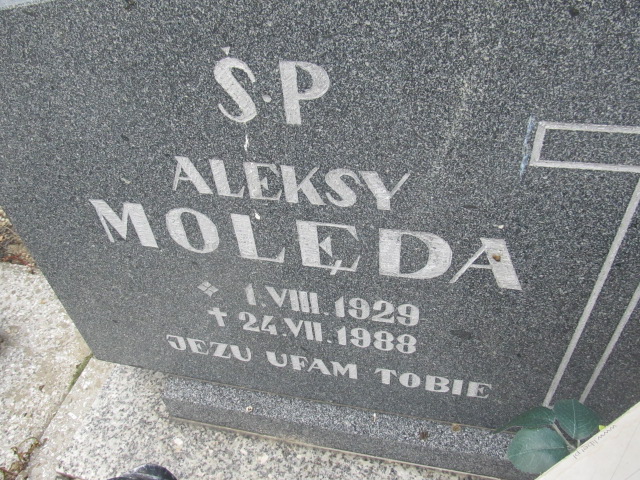 Ś.P
ALEKSY
MOLĘDA
* 1.VIII.1929
✝ 24.VII.1988
JEZU UFAM TOBIE